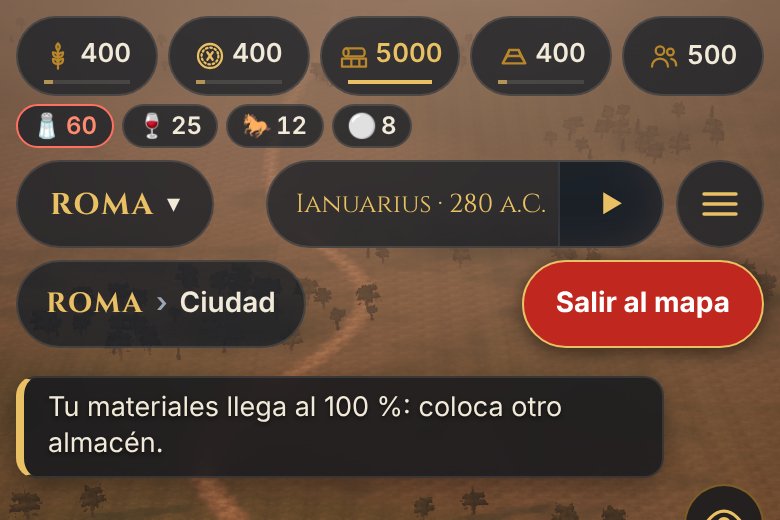 400 400 5000 400 500
60 25 12 8
ROMA ▼ IANUARIUS · 280 A.C.
ROMA › Ciudad Salir al mapa
Tu materiales llega al 100 %: coloca otro
almacén.